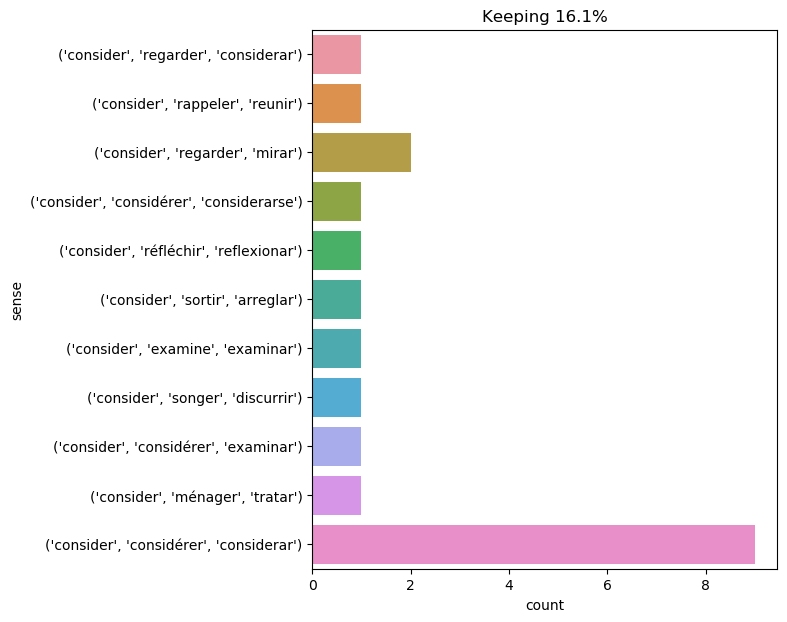 Keeping 16.1%
('consider', 'regarder', 'considerar')
('consider', 'rappeler', 'reunir')
('consider', 'regarder', 'mirar')
('consider', 'considérer', 'considerarse')
('consider', 'réfléchir', 'reflexionar')
('consider', 'sortir', 'arreglar')
('consider', 'examine', 'examinar')
('consider', 'songer', 'discurrir')
('consider', 'considérer', 'examinar')
('consider', 'ménager', 'tratar')
('consider', 'considérer', 'considerar')
sense
0 2 4 6 8
count